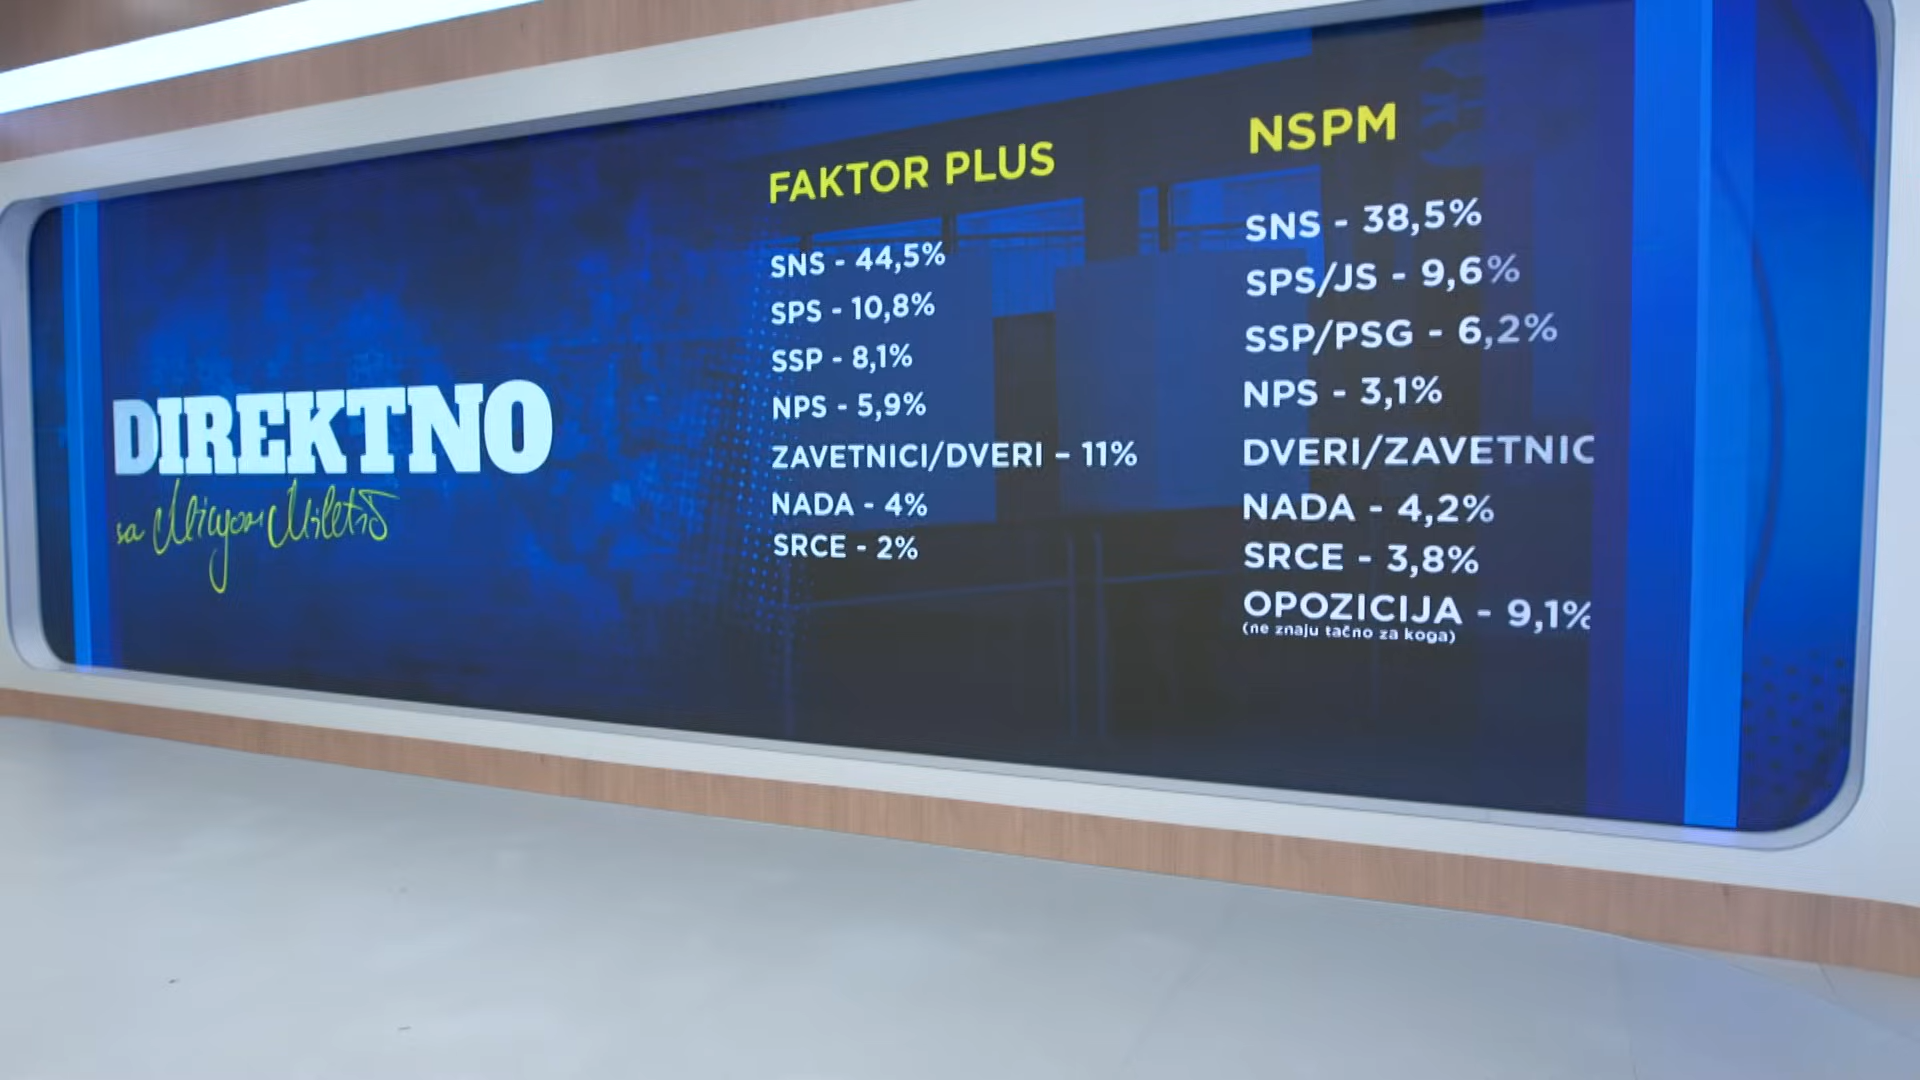 DIREKTNO
sa
FAKTOR PLUS
SNS - 44,5%
SPS - 10,8%
SSP - 8,1%
NPS - 5,9%
ZAVETNICI/DVERI – 11%
NADA - 4%
SRCE - 2%
NSPM
SNS - 38,5%
SPS/JS - 9,6%
SSP/PSG - 6,2%
NPS - 3,1%
DVERI/ZAVETNIC
NADA - 4,2%
SRCE - 3,8%
OPOZICIJA - 9,1%
(ne znaju tačno za koga)